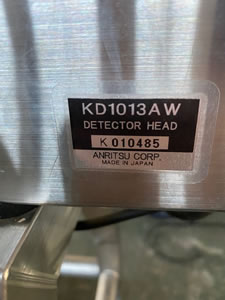 KD1013AW
DETECTOR HEAD
K 010485
ANRITSU CORP.
MADE IN JAPAN